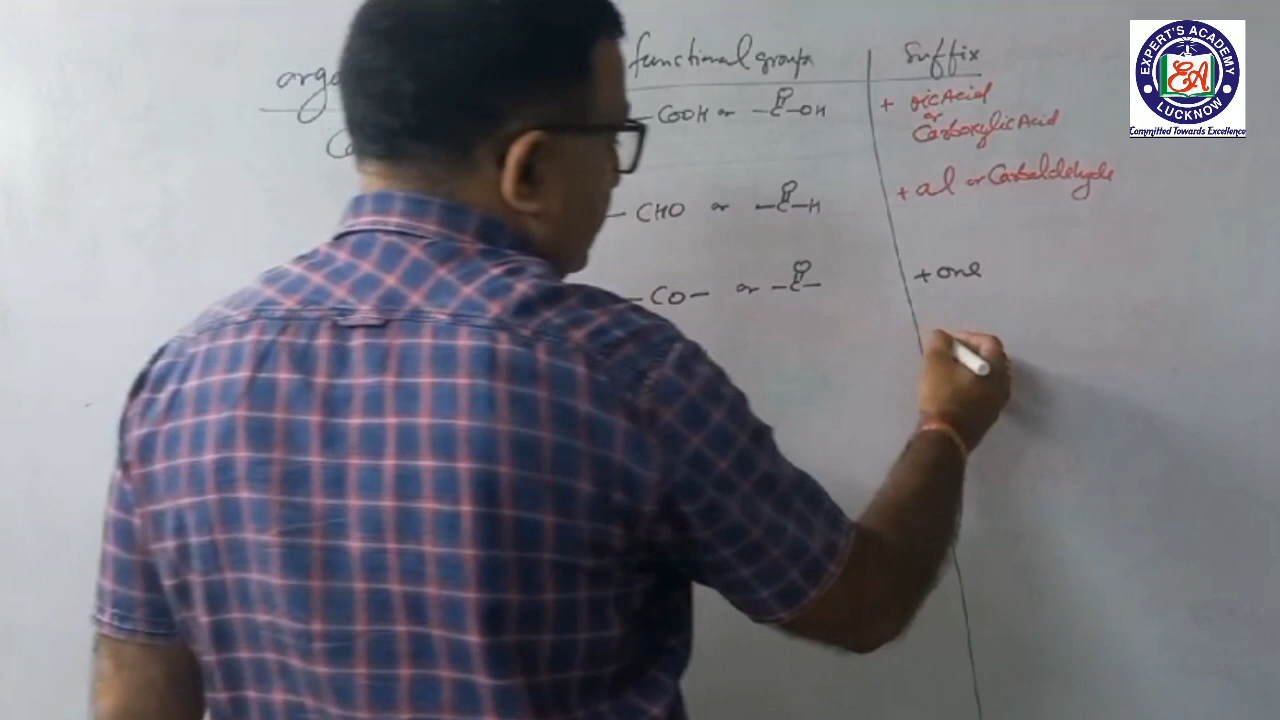 functional groups
Suffix
—COOH or —C—OH
O
+ oic Acid
or
Carboxylic Acid
—CHO or —C—H
O
+ al or Carbaldehyde
—CO— or —C—
O
+ one
EXPERT'S ACADEMY
EA
LUCKNOW
Committed Towards Excellence